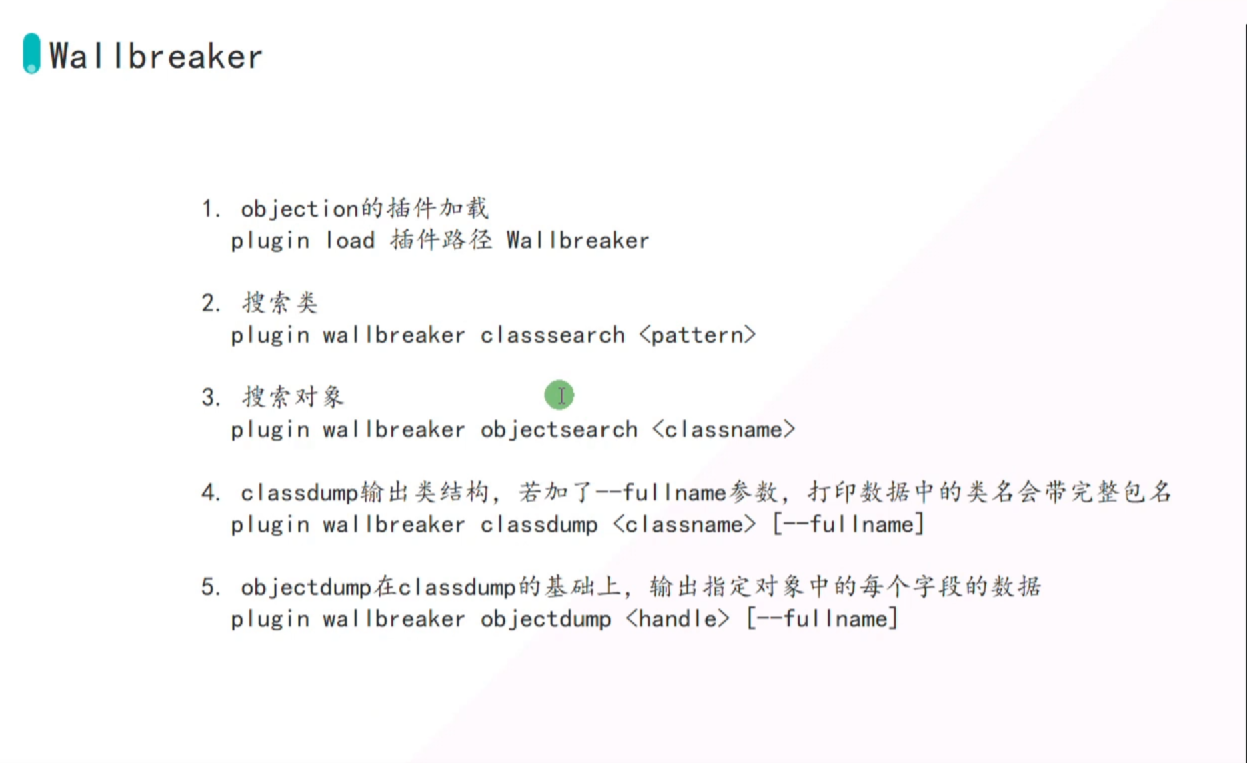 Wallbreaker
1. objection的插件加载
plugin load 插件路径 Wallbreaker
2. 搜索类
plugin wallbreaker classsearch <pattern>
3. 搜索对象
plugin wallbreaker objectsearch <classname>
4. classdump输出类结构，若加了--fullname参数，打印数据中的类名会带完整包名
plugin wallbreaker classdump <classname> [--fullname]
5. objectdump在classdump的基础上，输出指定对象中的每个字段的数据
plugin wallbreaker objectdump <handle> [--fullname]